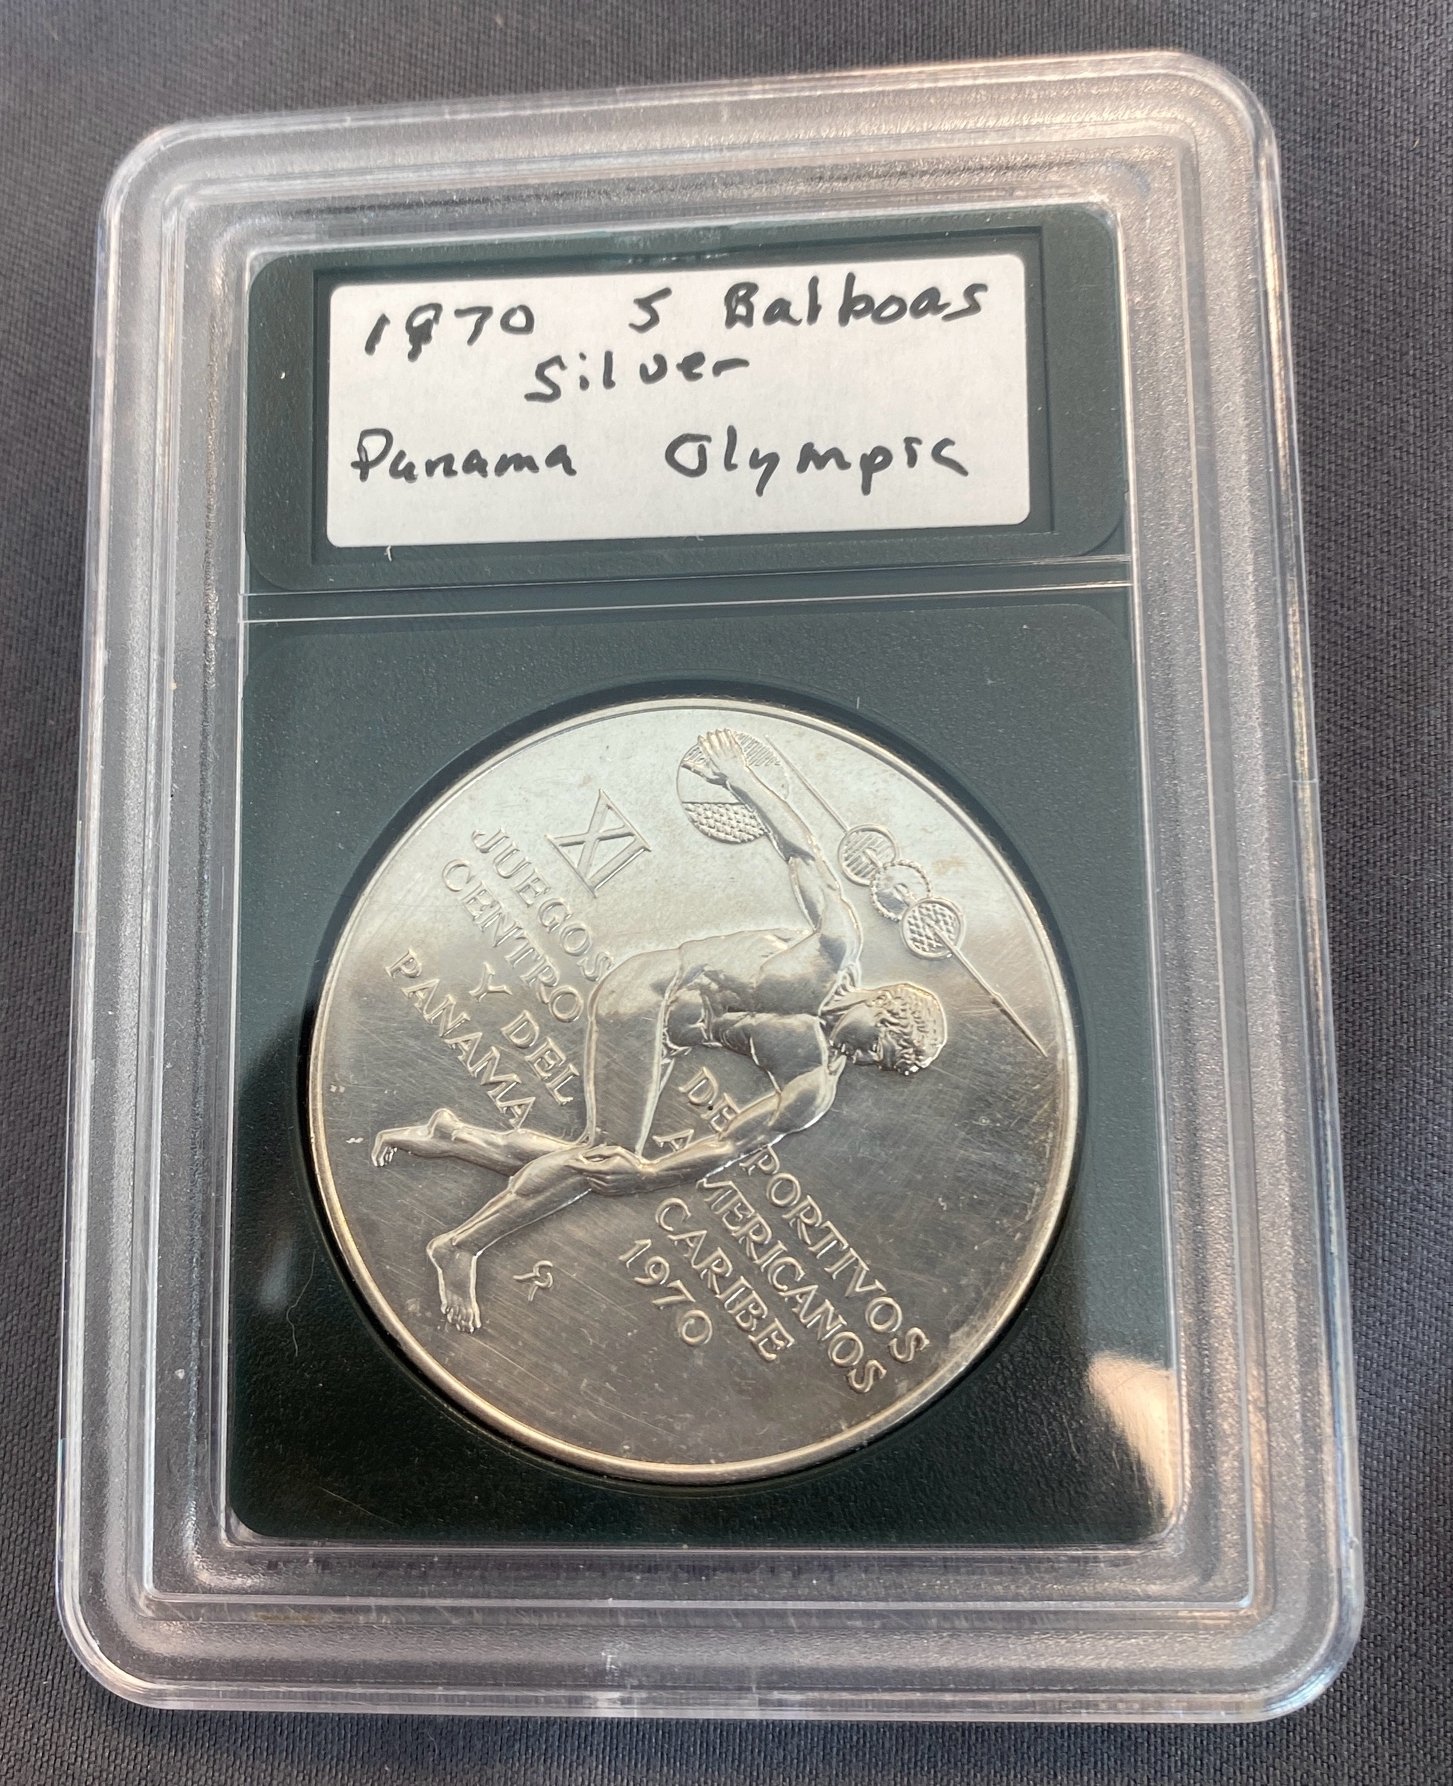 1970 5 Balboas
Silver
Panama Olympic
XI
JUEGOS DEPORTIVOS
CENTRO AMERICANOS
Y DEL CARIBE
PANAMA 1970